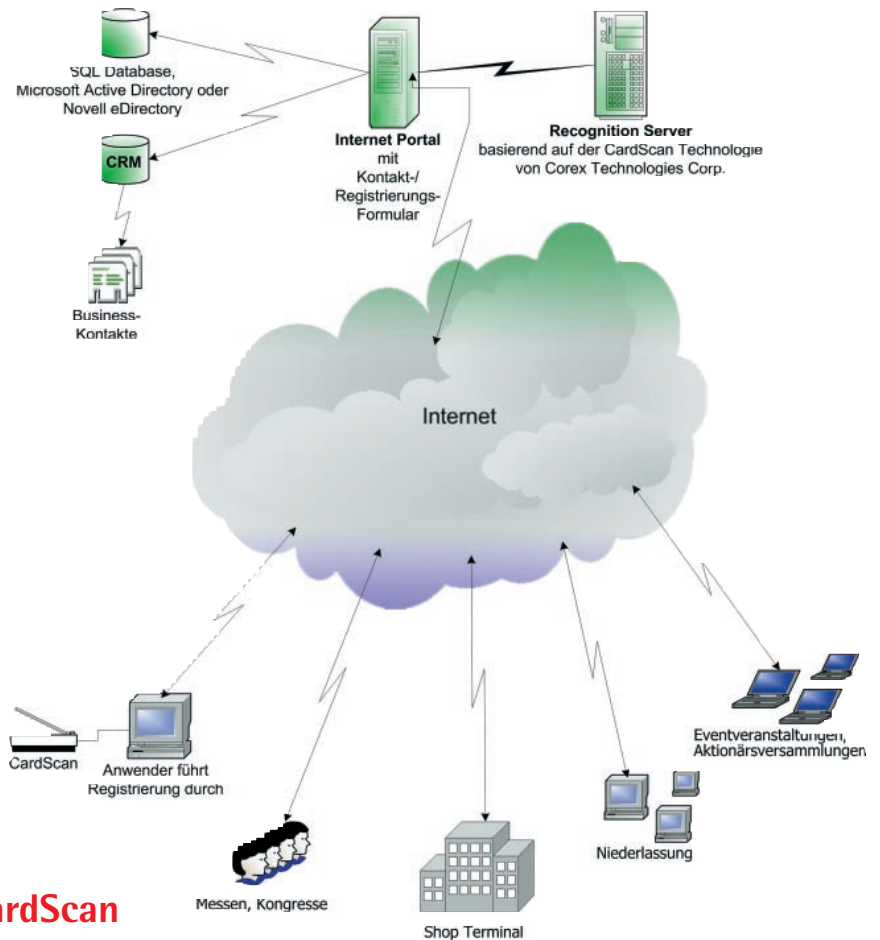 SQL Database,
Microsoft Active Directory oder
Novell eDirectory
Internet Portal
mit
Kontakt-/
Registrierungs-
Formular
Recognition Server
basierend auf der CardScan Technologie
von Corex Technologies Corp.
CRM
Business-
Kontakte
Internet
CardScan
Anwender führt
Registrierung durch
Eventveranstaltungen,
Aktionärsversammlungen
Niederlassung
Messen, Kongresse
Shop Terminal
ardScan